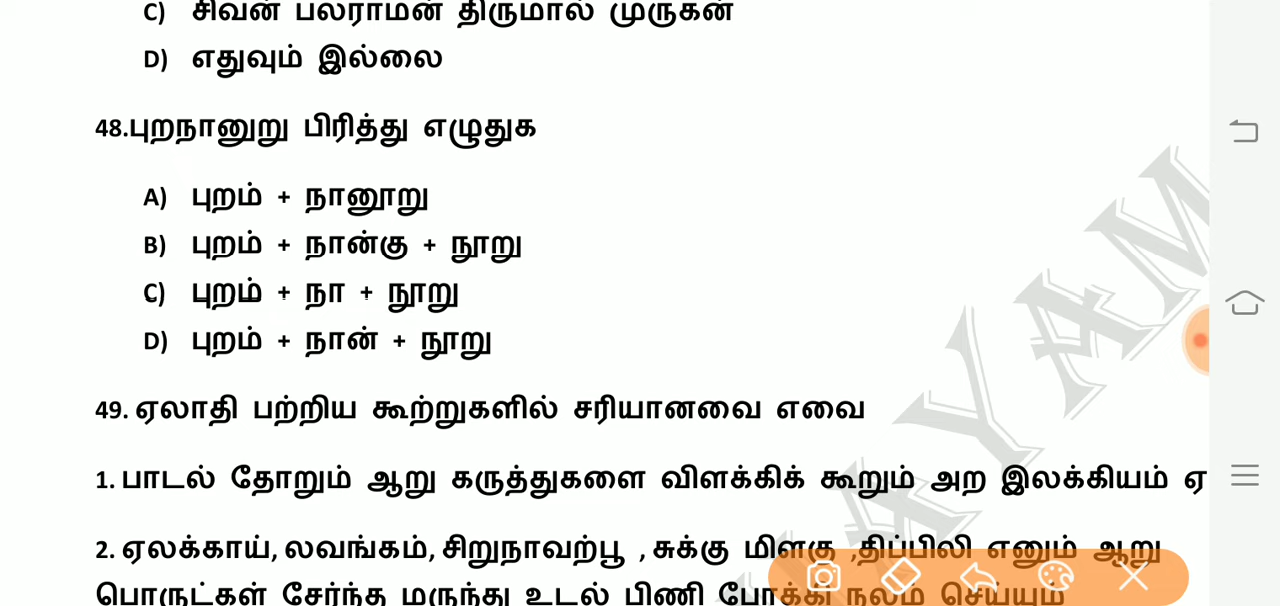 C) சிவன் பலராமன் திருமால் முருகன்
D) எதுவும் இல்லை
48.புறநானுறு பிரித்து எழுதுக
A) புறம் + நானூறு
B) புறம் + நான்கு + நூறு
C) புறம் + நா + நூறு
D) புறம் + நான் + நூறு
49. ஏலாதி பற்றிய கூற்றுகளில் சரியானவை எவை
1. பாடல் தோறும் ஆறு கருத்துகளை விளக்கிக் கூறும் அற இலக்கியம் ஏ
2. ஏலக்காய், லவங்கம், சிறுநாவற்பூ , சுக்கு மிளகு ,திப்பிலி எனும் ஆறு
பொருட்கள் சேர்ந்த மருந்து உடல் பிணி போக்கி நலம் செய்யும்